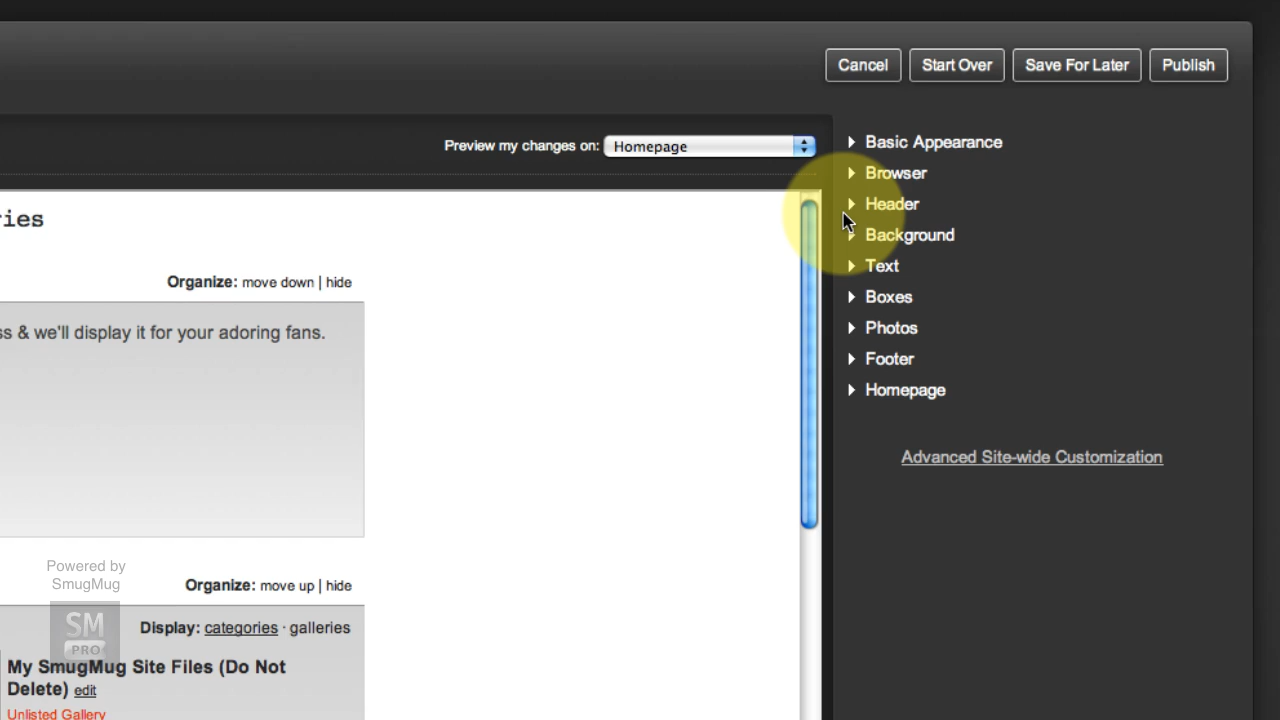 Cancel
Start Over
Save For Later
Publish
Preview my changes on:
Homepage
Basic Appearance
Browser
Header
Background
Text
Boxes
Photos
Footer
Homepage
Advanced Site-wide Customization
ries
Organize: move down | hide
ss & we'll display it for your adoring fans.
Powered by
SmugMug
SM
PRO
Organize: move up | hide
Display: categories · galleries
My SmugMug Site Files (Do Not
Delete) edit
Unlisted Gallery